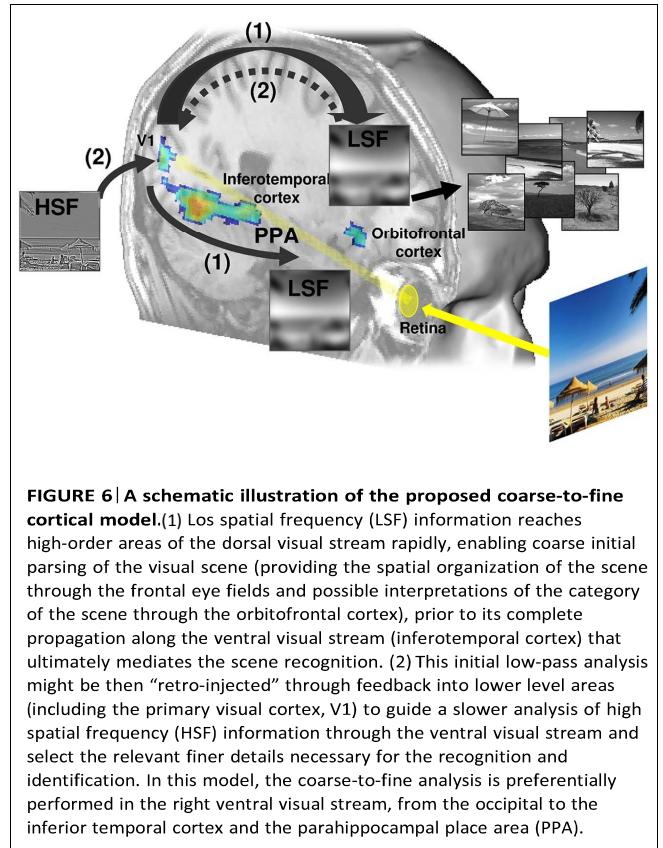 (1)
(2)
V1
LSF
(2)
Inferotemporal
cortex
HSF
PPA
Orbitofrontal
cortex
(1)
LSF
Retina
FIGURE 6 | A schematic illustration of the proposed coarse-to-fine
cortical model.(1) Los spatial frequency (LSF) information reaches
high-order areas of the dorsal visual stream rapidly, enabling coarse initial
parsing of the visual scene (providing the spatial organization of the scene
through the frontal eye fields and possible interpretations of the category
of the scene through the orbitofrontal cortex), prior to its complete
propagation along the ventral visual stream (inferotemporal cortex) that
ultimately mediates the scene recognition. (2) This initial low-pass analysis
might be then “retro-injected” through feedback into lower level areas
(including the primary visual cortex, V1) to guide a slower analysis of high
spatial frequency (HSF) information through the ventral visual stream and
select the relevant finer details necessary for the recognition and
identification. In this model, the coarse-to-fine analysis is preferentially
performed in the right ventral visual stream, from the occipital to the
inferior temporal cortex and the parahippocampal place area (PPA).